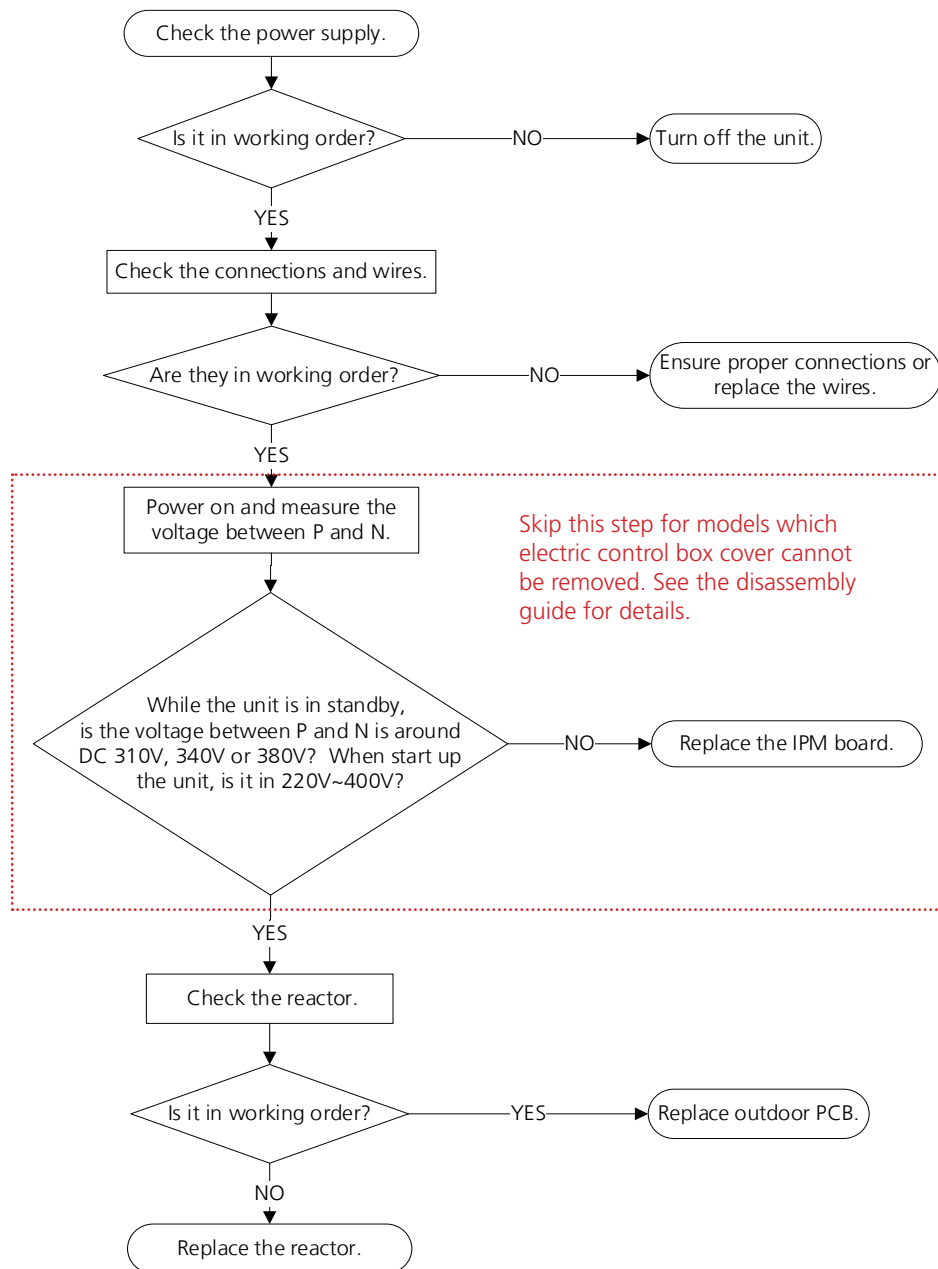 Check the power supply.
Is it in working order?
NO
Turn off the unit.
YES
Check the connections and wires.
Are they in working order?
NO
Ensure proper connections or
replace the wires.
YES
Power on and measure the
voltage between P and N.
Skip this step for models which
electric control box cover cannot
be removed. See the disassembly
guide for details.
While the unit is in standby,
is the voltage between P and N is around
DC 310V, 340V or 380V? When start up
the unit, is it in 220V~400V?
NO
Replace the IPM board.
YES
Check the reactor.
Is it in working order?
YES
Replace outdoor PCB.
NO
Replace the reactor.